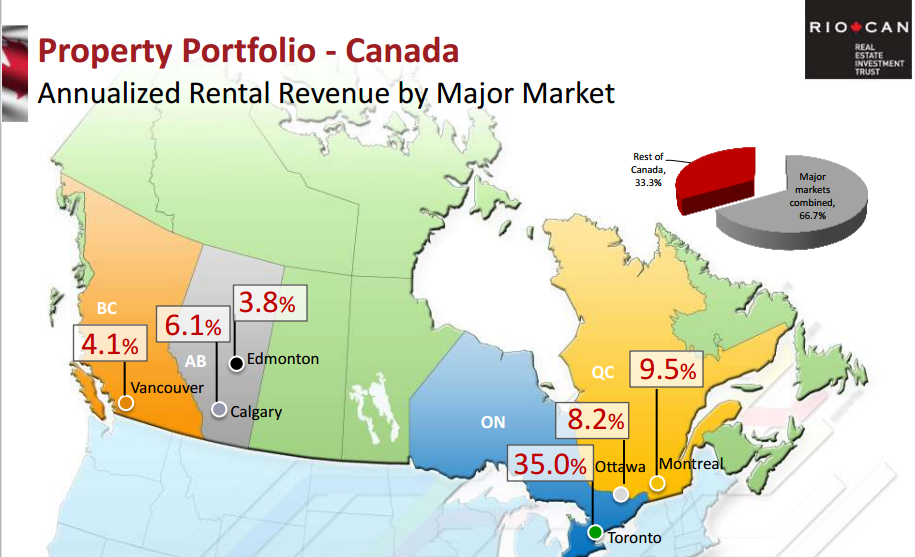 Property Portfolio - Canada
Annualized Rental Revenue by Major Market
RIO CAN
REAL
ESTATE
INVESTMENT
TRUST
Rest of
Canada,
33.3%
Major
markets
combined,
66.7%
BC
4.1%
Vancouver
6.1%
AB
Calgary
3.8%
Edmonton
ON
QC
9.5%
Montreal
8.2%
Ottawa
35.0%
Toronto